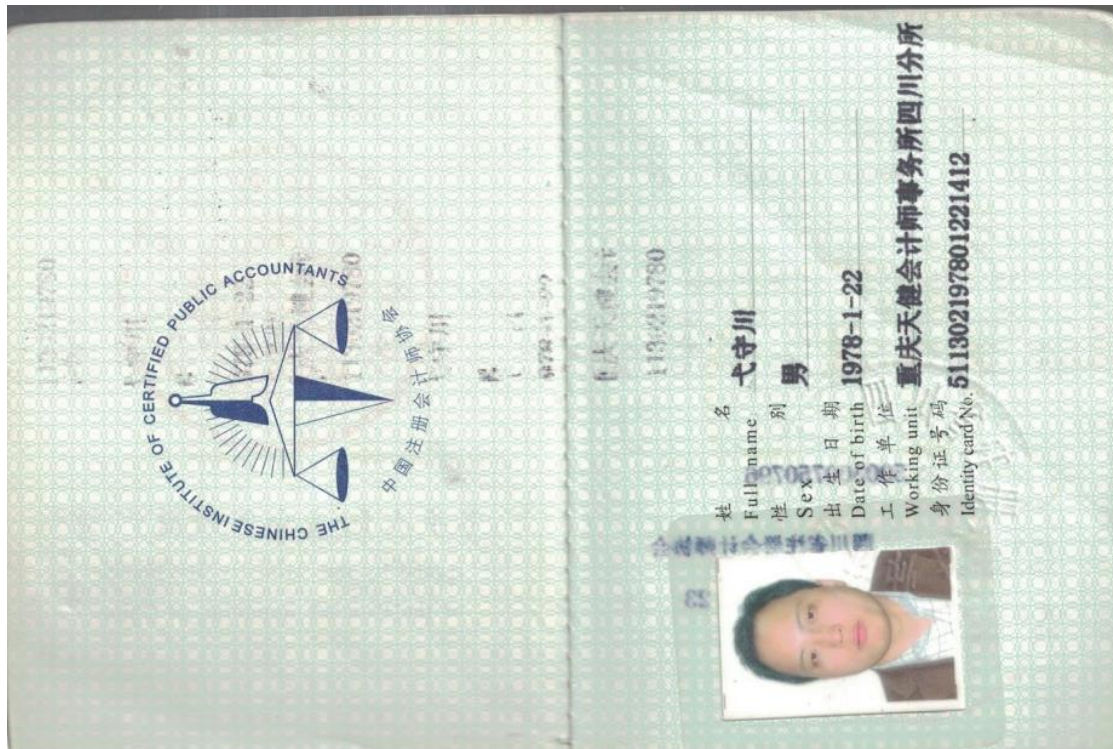 THE CHINESE INSTITUTE OF CERTIFIED PUBLIC ACCOUNTANTS
中国注册会计师协会
姓 名 弋守川
Full name
性 别 男
Sex
出 生 日 期 1978-1-22
Date of birth
工 作 单 位 重庆天健会计师事务所四川分所
Working unit
身 份 证 号 码 511302197801221412
Identity card No.